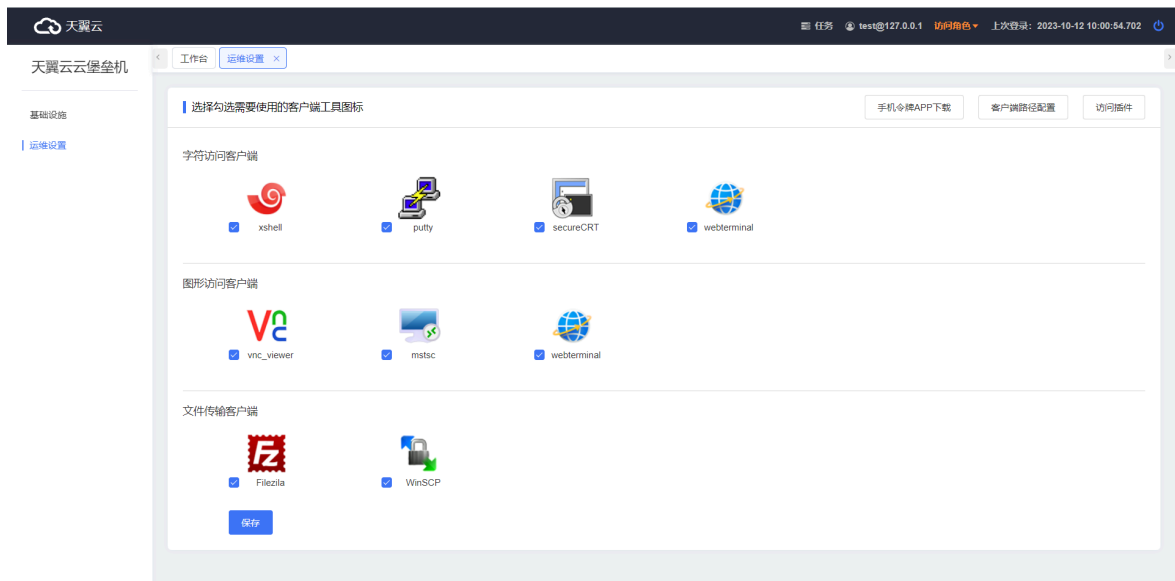 天翼云
任务 test@127.0.0.1 访问角色 上次登录：2023-10-12 10:00:54.702
天翼云云堡垒机
工作台 运维设置
基础设施
运维设置
选择勾选需要使用的客户端工具图标
手机令牌APP下载 客户端路径配置 访问插件
字符访问客户端
xshell putty secureCRT webterminal
图形访问客户端
vnc_viewer mstsc webterminal
文件传输客户端
Filezila WinSCP
保存